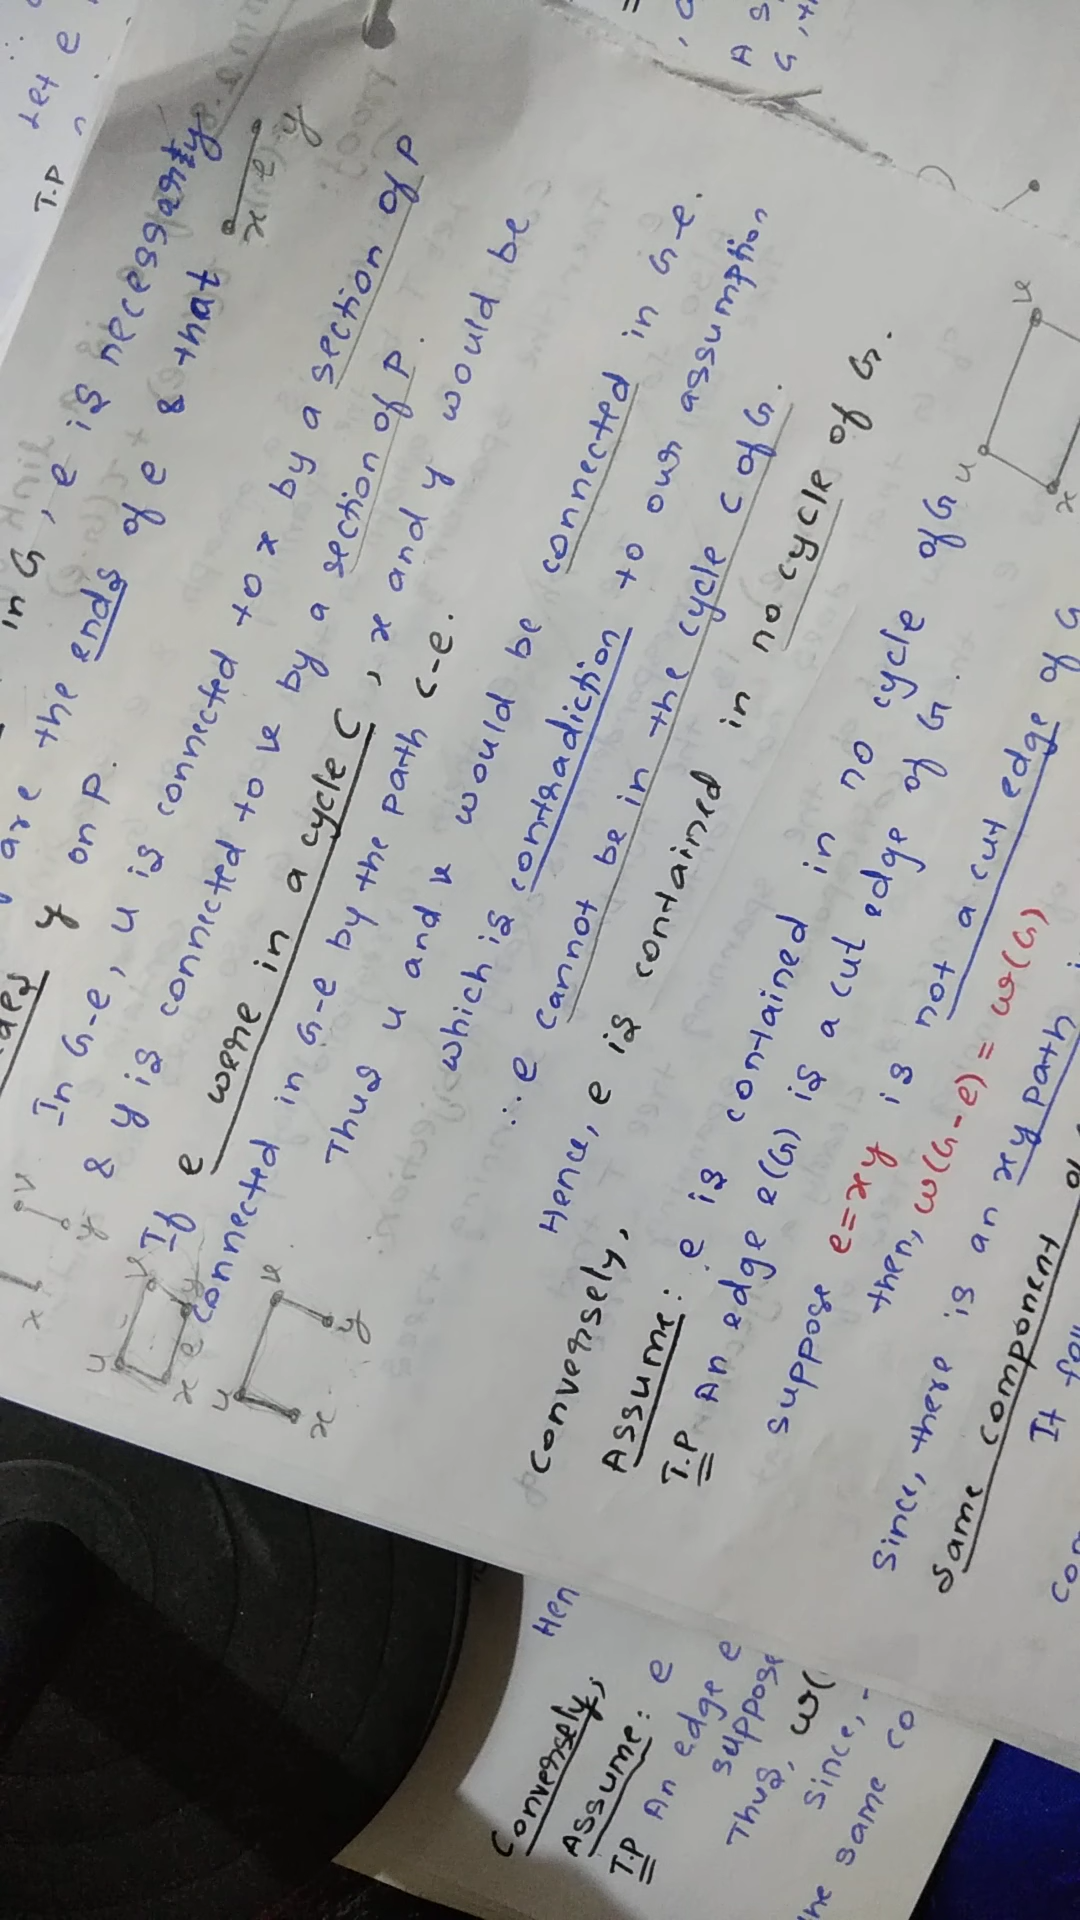 in G, e is necessarily
are the ends of e & that
y on P.
In G-e, u is connected to x by a section of P
& y is connected to v by a section of P.
If e were in a cycle C, x and y would be
connected in G-e by the path C-e.
Thus u and v would be connected in G-e.
which is contradiction to our assumption
∴ e cannot be in the cycle C of G.
Hence, e is contained in no cycle of G.
Conversely,
Assume: e is contained in no cycle of G
T.P An edge e(G) is a cut edge of G.
Suppose e=xy is not a cut edge of G
then, w(G-e) = w(G)
Since, there is an xy path
same component
It
x e y
x
v
y
u
v
x e y
u
v
x
y
u
v
x
T.P Let e
Hen
Conversely,
Assume: e
T.P An edge e
Suppose
Thus, w(
Since,
same co